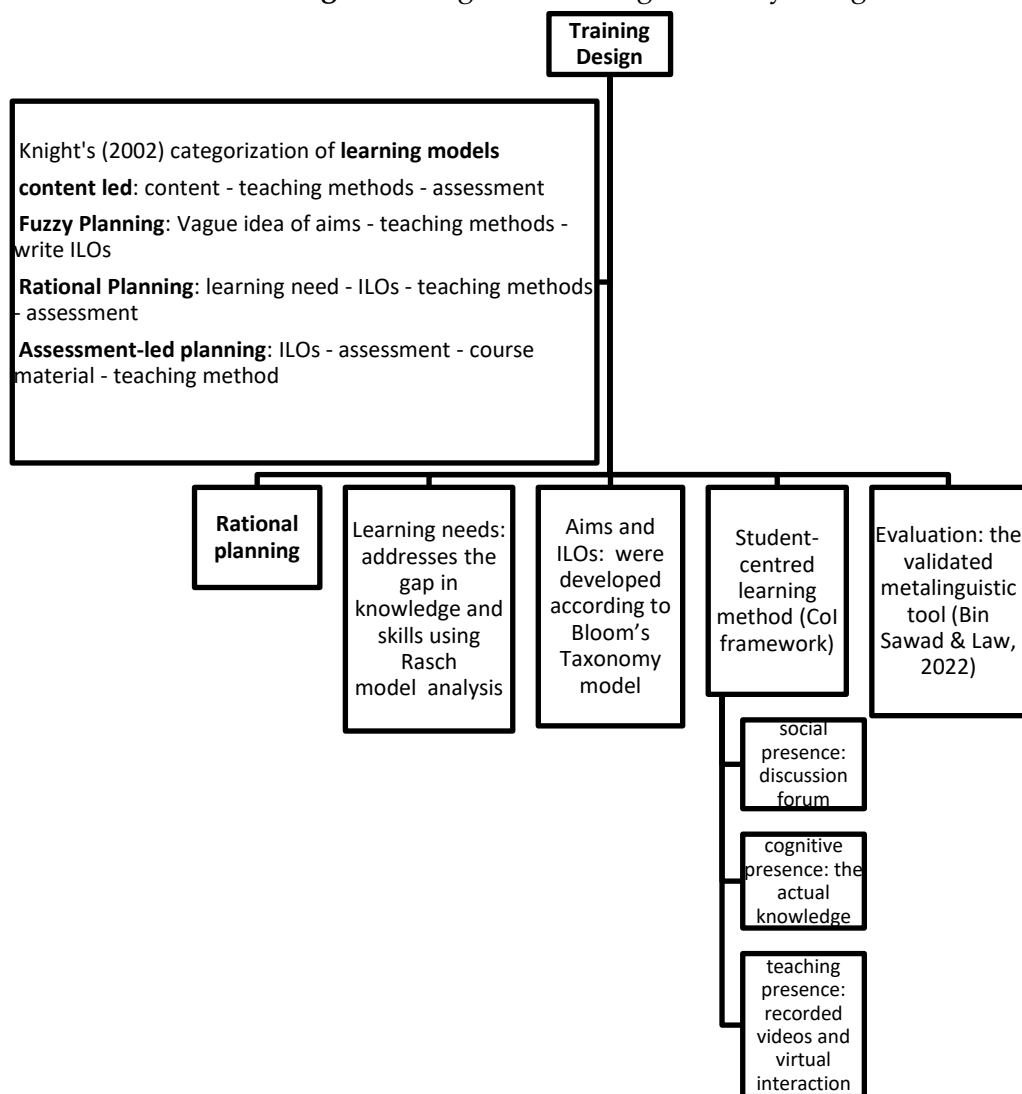 Training
Design
Knight's (2002) categorization of learning models
content led: content - teaching methods - assessment
Fuzzy Planning: Vague idea of aims - teaching methods -
write ILOs
Rational Planning: learning need - ILOs - teaching methods
- assessment
Assessment-led planning: ILOs - assessment - course
material - teaching method
Rational
planning
Learning needs:
addresses the
gap in
knowledge and
skills using
Rasch
model analysis
Aims and
ILOs: were
developed
according to
Bloom’s
Taxonomy
model
Student-
centred
learning
method (CoI
framework)
Evaluation: the
validated
metalinguistic
tool (Bin
Sawad & Law,
2022)
social
presence:
discussion
forum
cognitive
presence: the
actual
knowledge
teaching
presence:
recorded
videos and
virtual
interaction